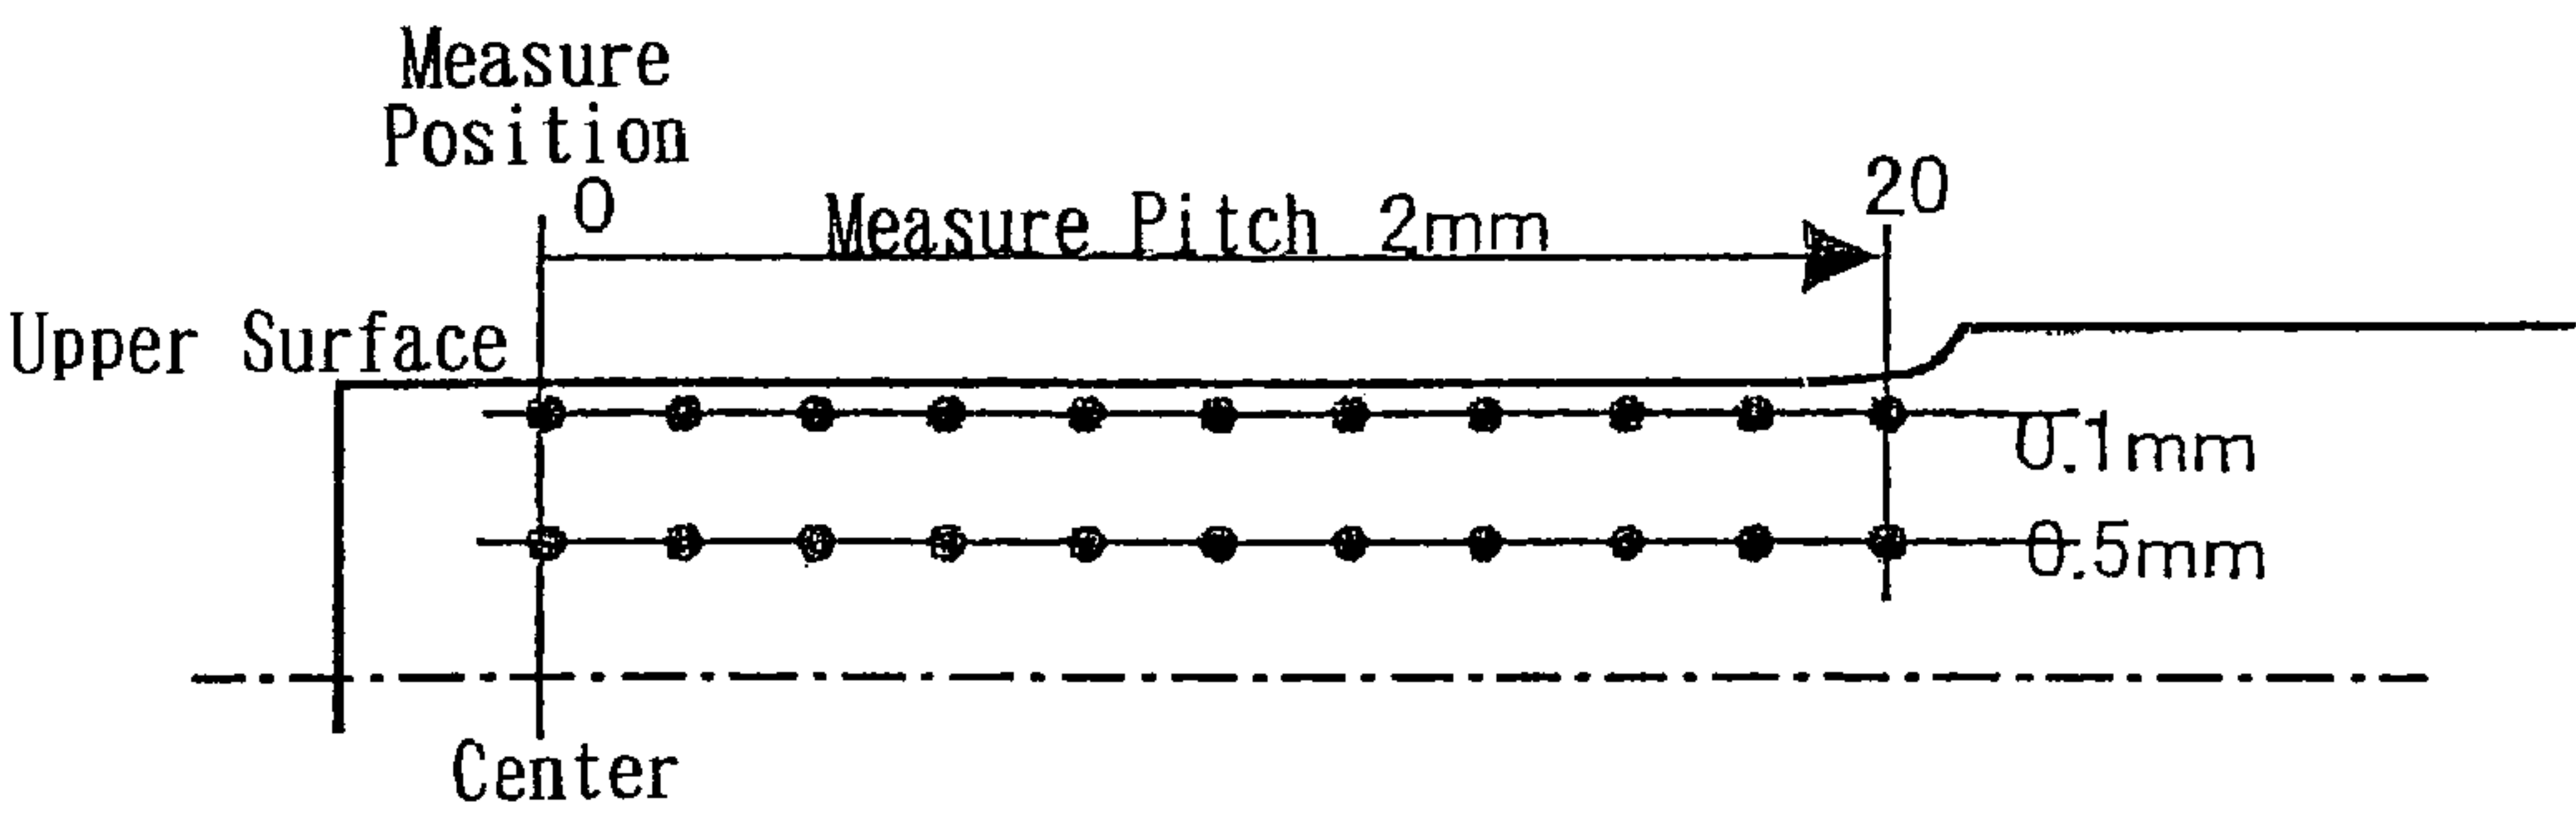 Measure
Position
0
20
Measure Pitch 2mm
Upper Surface
0.1mm
0.5mm
Center